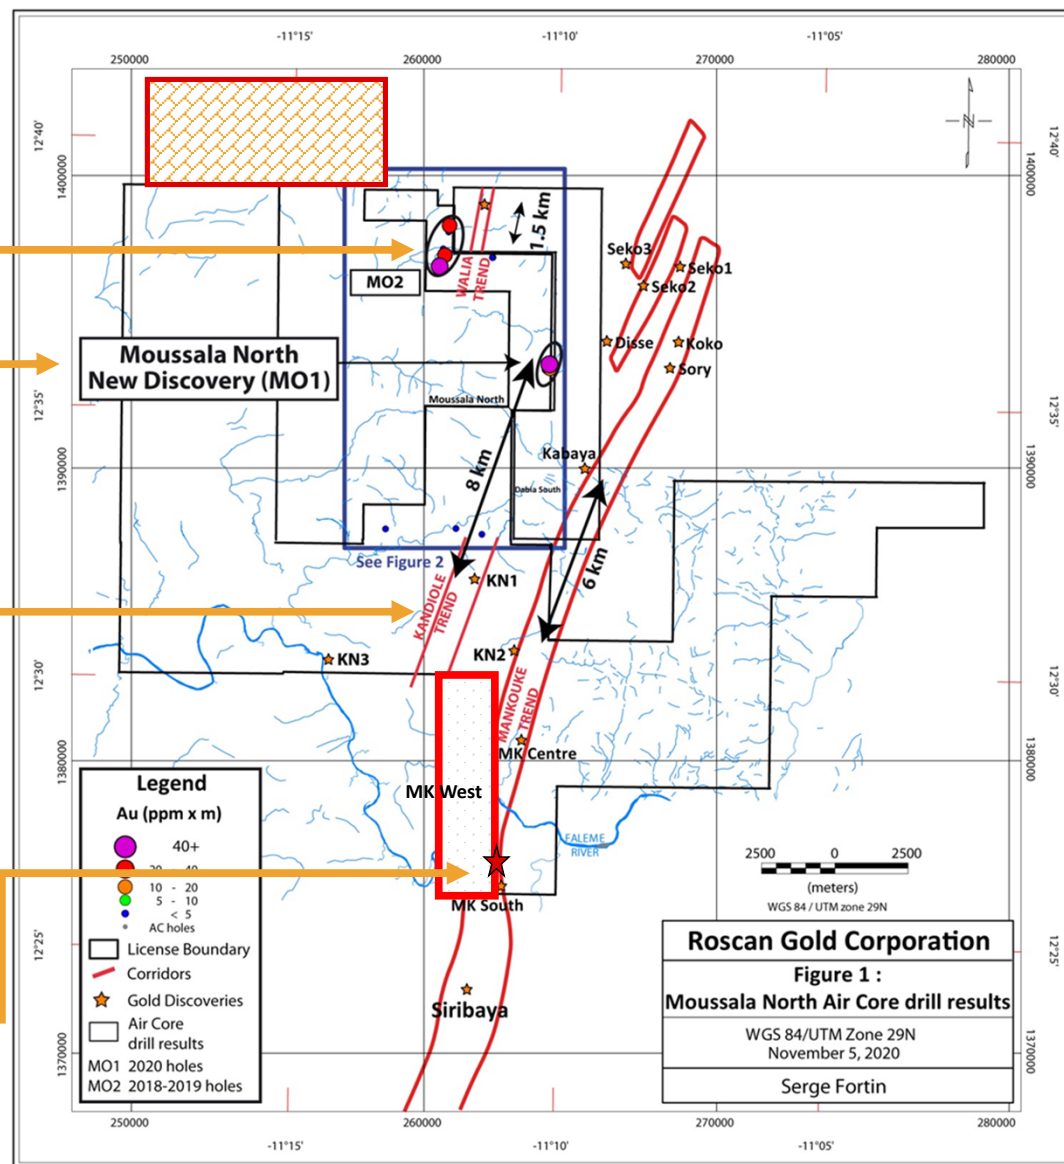 -11°15' -11°10' -11°05'
250000 260000 270000 280000
12°40'
12°40'
1400000
1400000
1.5 km
WALIA
TREND
MO2
Seko3
Seko1
Seko2
Disse
Koko
Sory
Moussala North
New Discovery (MO1)
Moussala North
12°35'
12°35'
8 km
Kabaya
Dabia South
1390000
1390000
See Figure 2
6 km
KN1
KANDIOLE
TREND
KN2
KN3
12°30'
12°30'
MANKOUKE
TREND
MK Centre
1380000
1380000
MK West
FALEME
RIVER
MK South
Siribaya
12°25'
12°25'
1370000
1370000
Legend
Au (ppm x m)
40+
20 - 40
10 - 20
5 - 10
< 5
AC holes
License Boundary
Corridors
Gold Discoveries
Air Core
drill results
MO1 2020 holes
MO2 2018-2019 holes
2500 0 2500
(meters)
WGS 84 / UTM zone 29N
Roscan Gold Corporation
Figure 1 :
Moussala North Air Core drill results
WGS 84/UTM Zone 29N
November 5, 2020
Serge Fortin
N
250000 260000 270000 280000
-11°15' -11°10' -11°05'